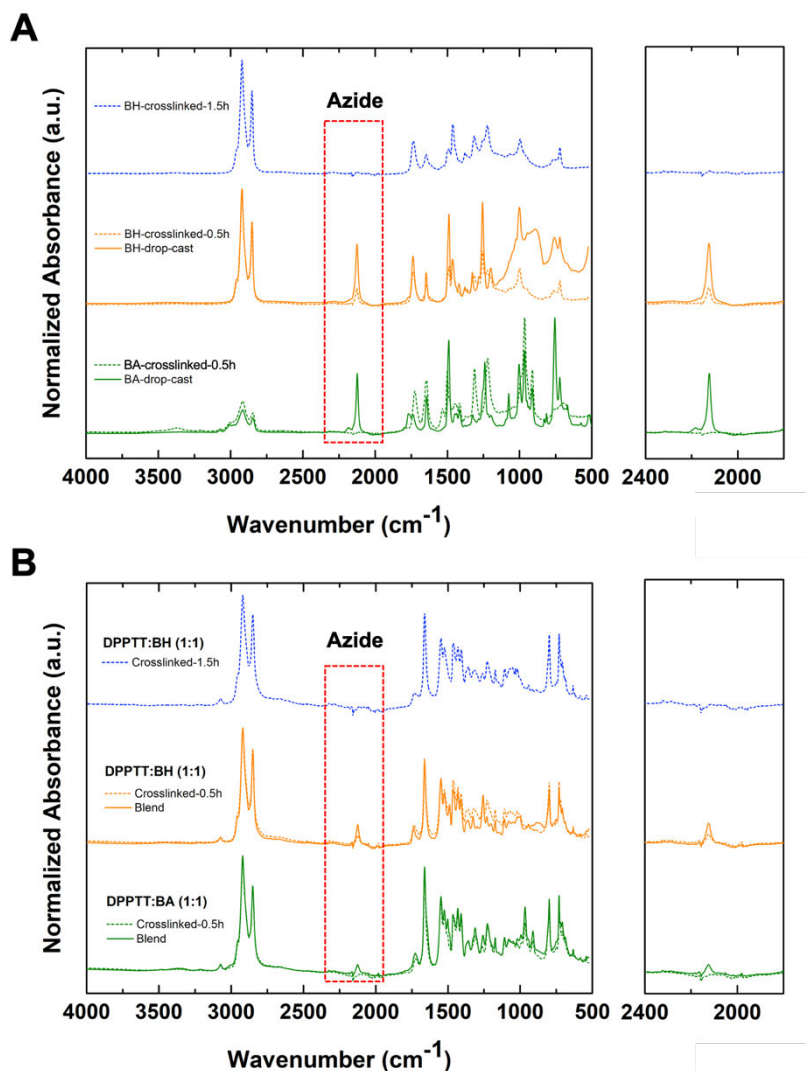 A
Normalized Absorbance (a.u.)
Azide
BH-crosslinked-1.5h
BH-crosslinked-0.5h
BH-drop-cast
BA-crosslinked-0.5h
BA-drop-cast
4000 3500 3000 2500 2000 1500 1000 500
2400 2000
Wavenumber (cm-1)
B
Normalized Absorbance (a.u.)
Azide
DPPTT:BH (1:1)
Crosslinked-1.5h
DPPTT:BH (1:1)
Crosslinked-0.5h
Blend
DPPTT:BA (1:1)
Crosslinked-0.5h
Blend
4000 3500 3000 2500 2000 1500 1000 500
2400 2000
Wavenumber (cm-1)